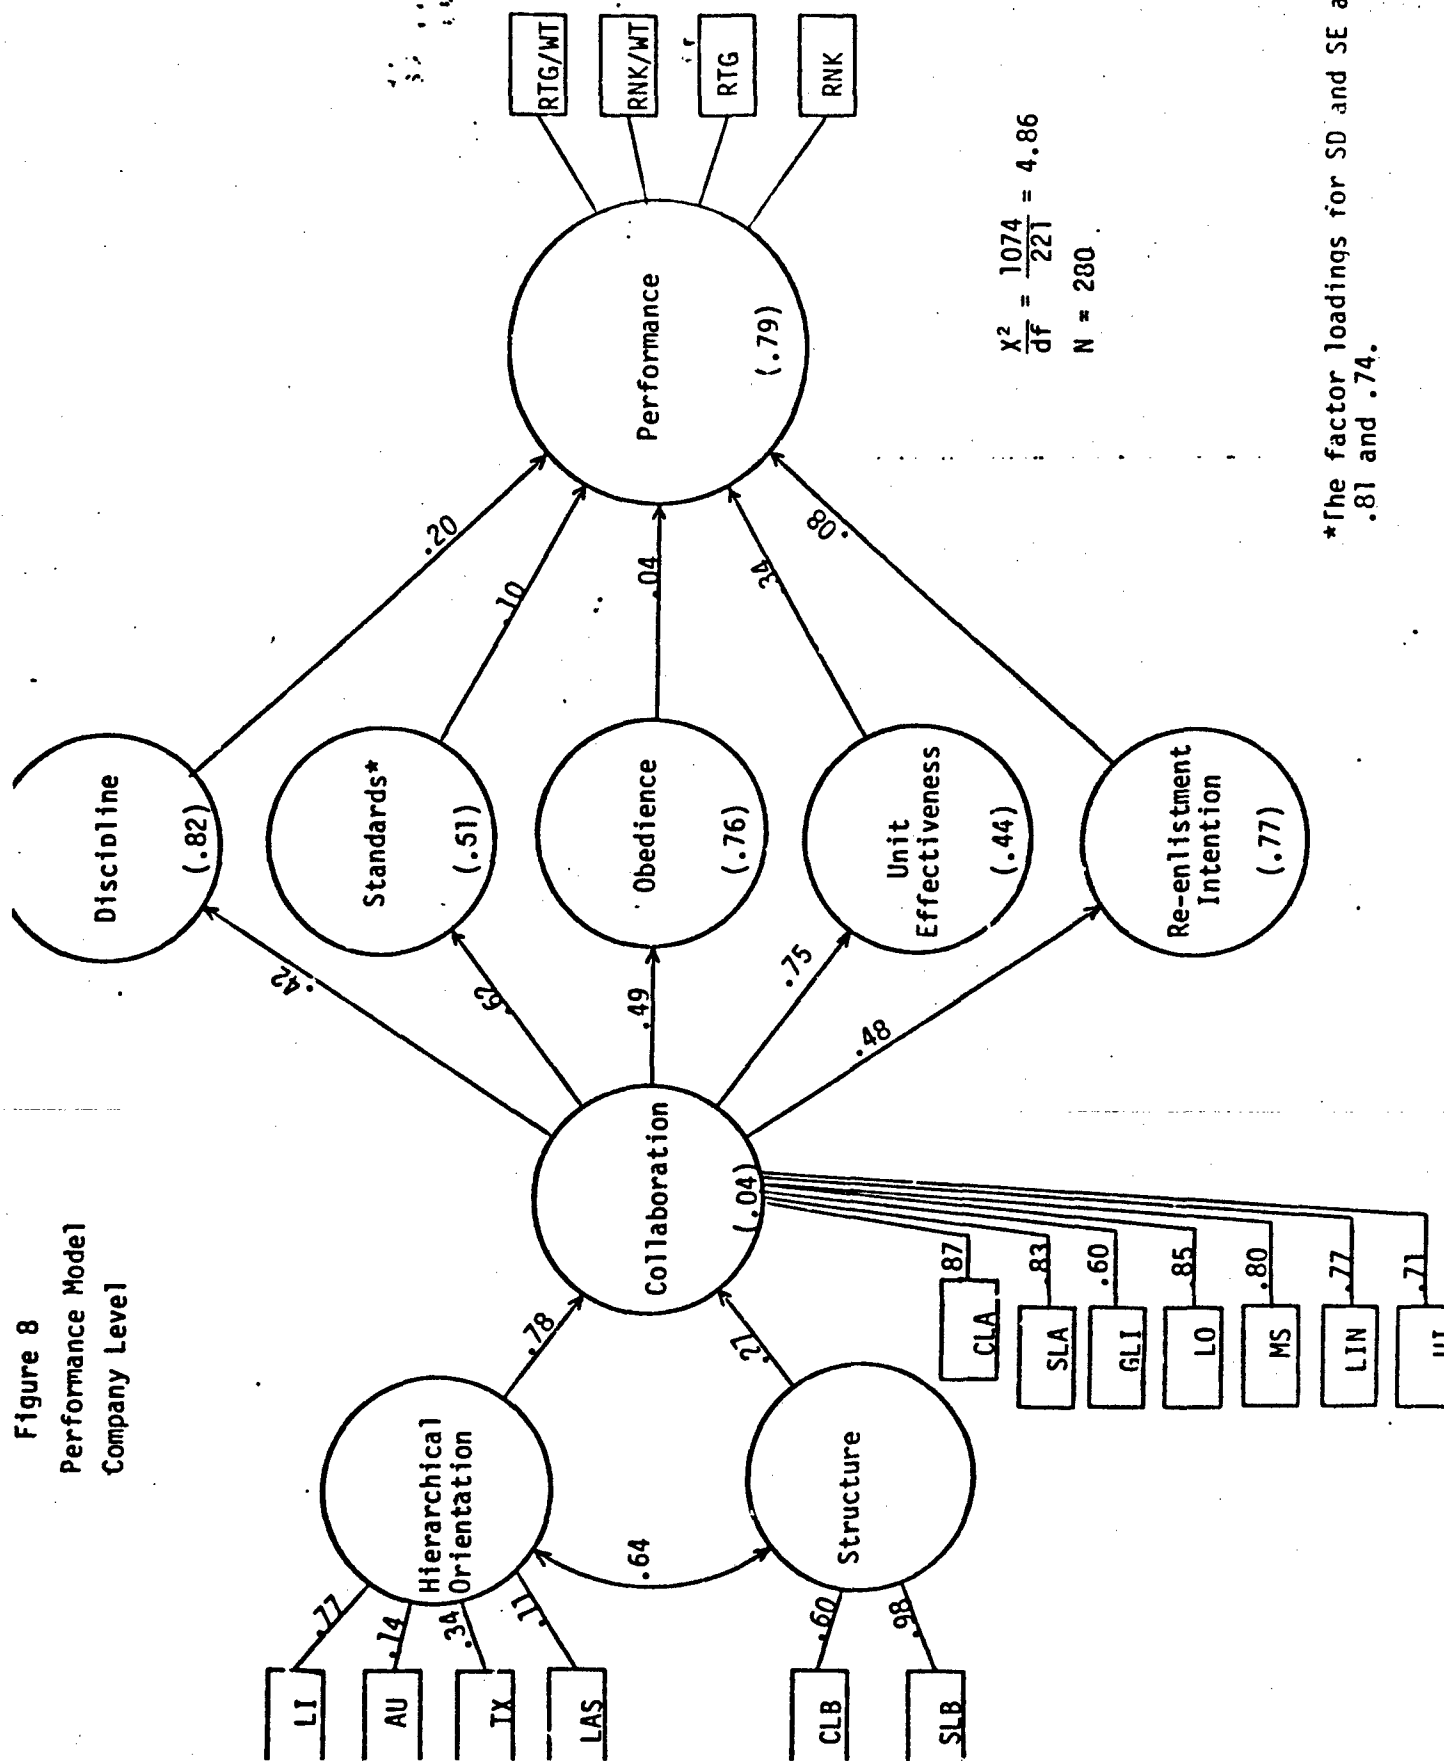 Figure 8
Performance Model
Company Level
LI
.77
AU
.14
TX
.34
LAS
.11
Hierarchical
Orientation
.64
CLB
.60
SLB
.98
Structure
.78
.27
Collaboration
(.04)
CLA
.87
SLA
.83
GLI
.60
LO
.85
MS
.80
LIN
.77
.71
.42
.62
.49
.75
.48
Discipline
(.82)
Standards*
(.51)
Obedience
(.76)
Unit
Effectiveness
(.44)
Re-enlistment
Intention
(.77)
.20
.10
.04
.34
.08
Performance
(.79)
RTG/WT
RNK/WT
RTG
RNK
X² / df = 1074 / 221 = 4.86
N = 280
*The factor loadings for SD and SE a
.81 and .74.